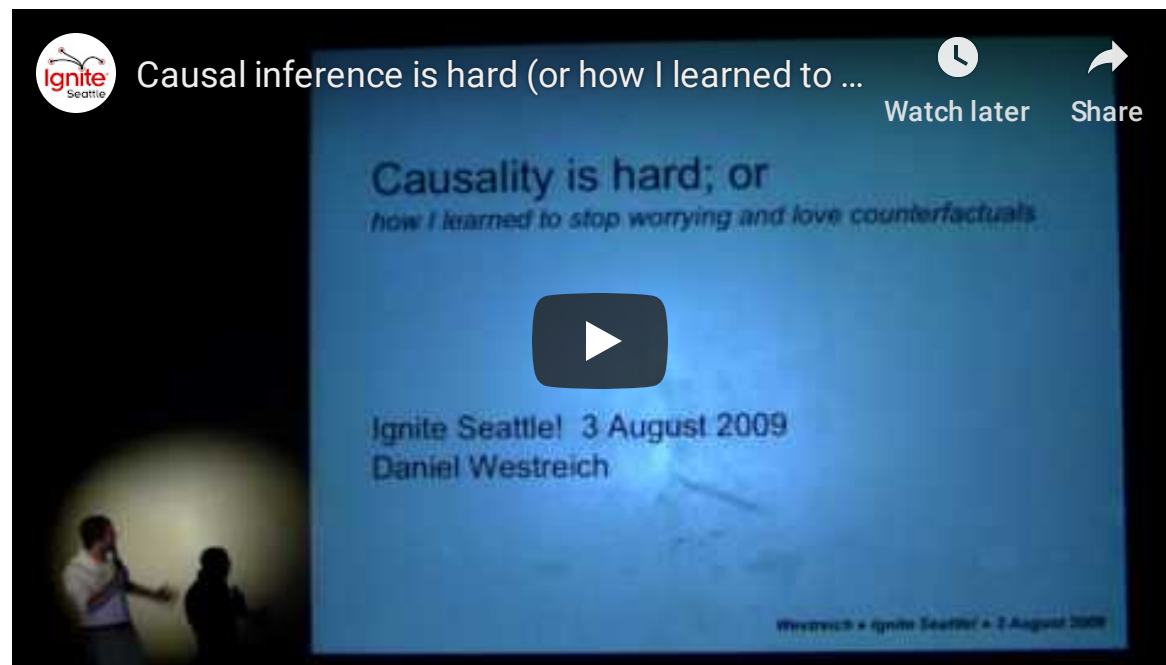 Ignite
Seattle
Causal inference is hard (or how I learned to ...
Watch later
Share
Causality is hard; or
how I learned to stop worrying and love counterfactuals
Ignite Seattle! 3 August 2009
Daniel Westreich
Westreich • Ignite Seattle! • 3 August 2009